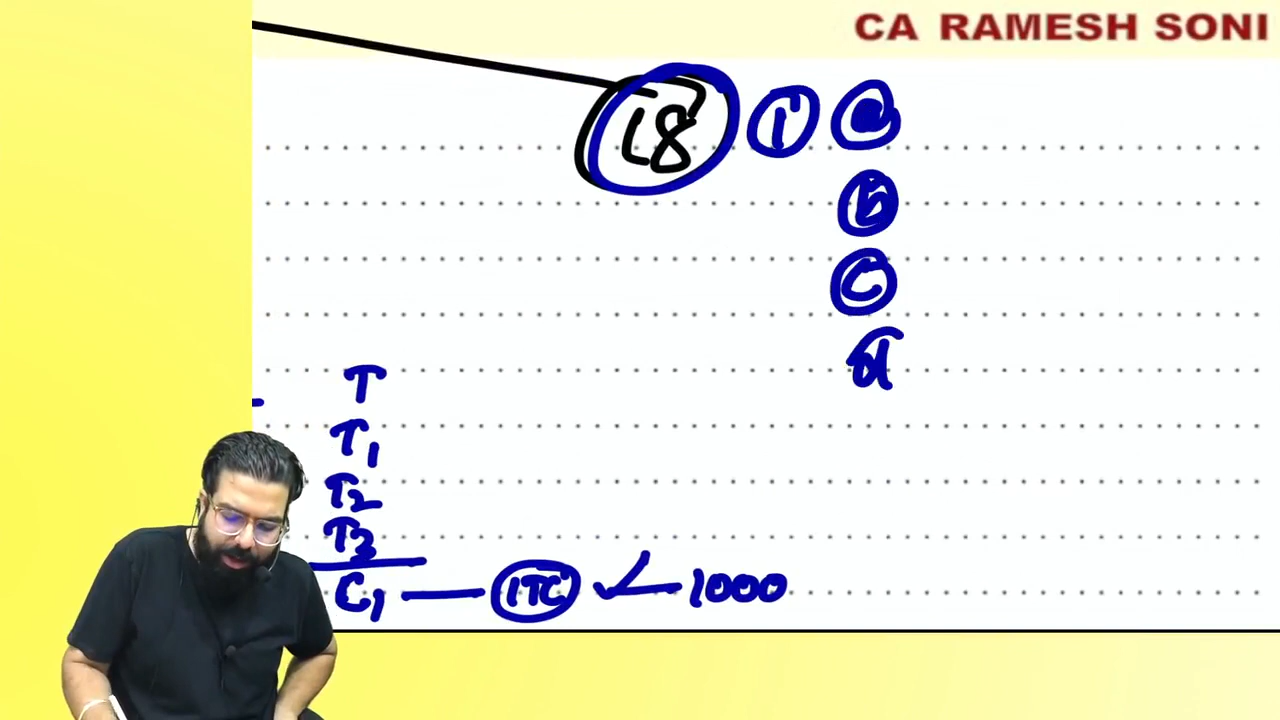 CA RAMESH SONI
18 1 a
b
c
d
T
T1
T2
T3
C1 — ITC ✓ — 1000